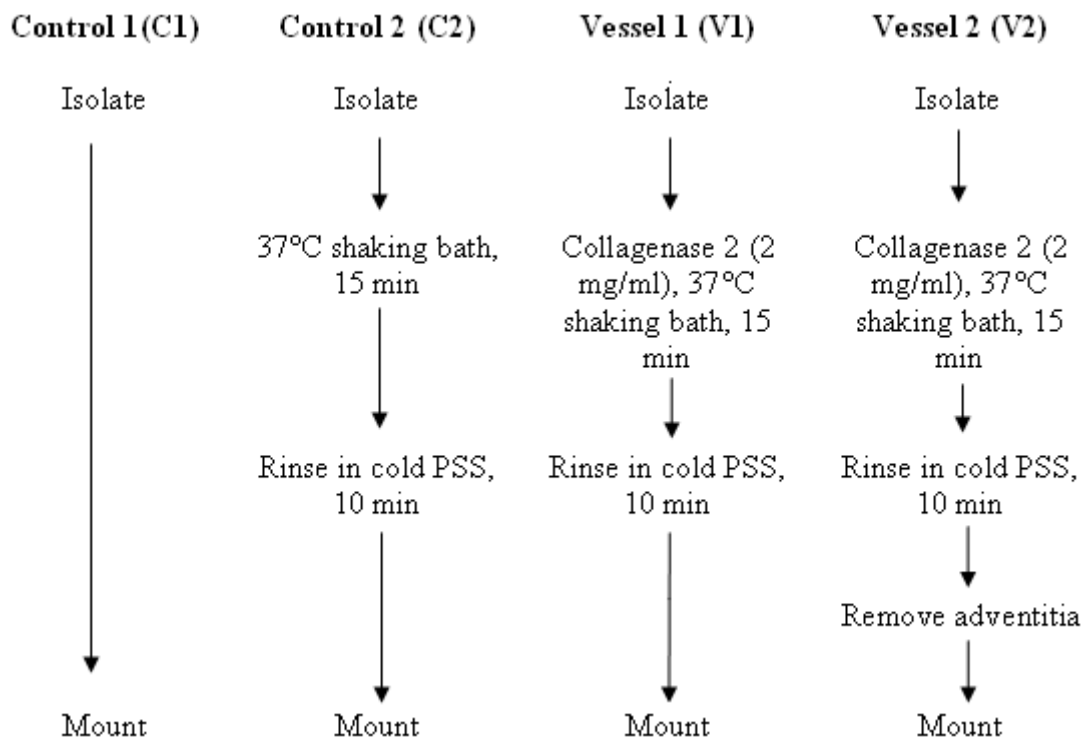 Control 1(C1)
Control 2 (C2)
Vessel 1 (V1)
Vessel 2 (V2)
Isolate
Isolate
Isolate
Isolate
37°C shaking bath,
15 min
Collagenase 2 (2
mg/ml), 37°C
shaking bath, 15
min
Collagenase 2 (2
mg/ml), 37°C
shaking bath, 15
min
Rinse in cold PSS,
10 min
Rinse in cold PSS,
10 min
Rinse in cold PSS,
10 min
Remove adventitia
Mount
Mount
Mount
Mount